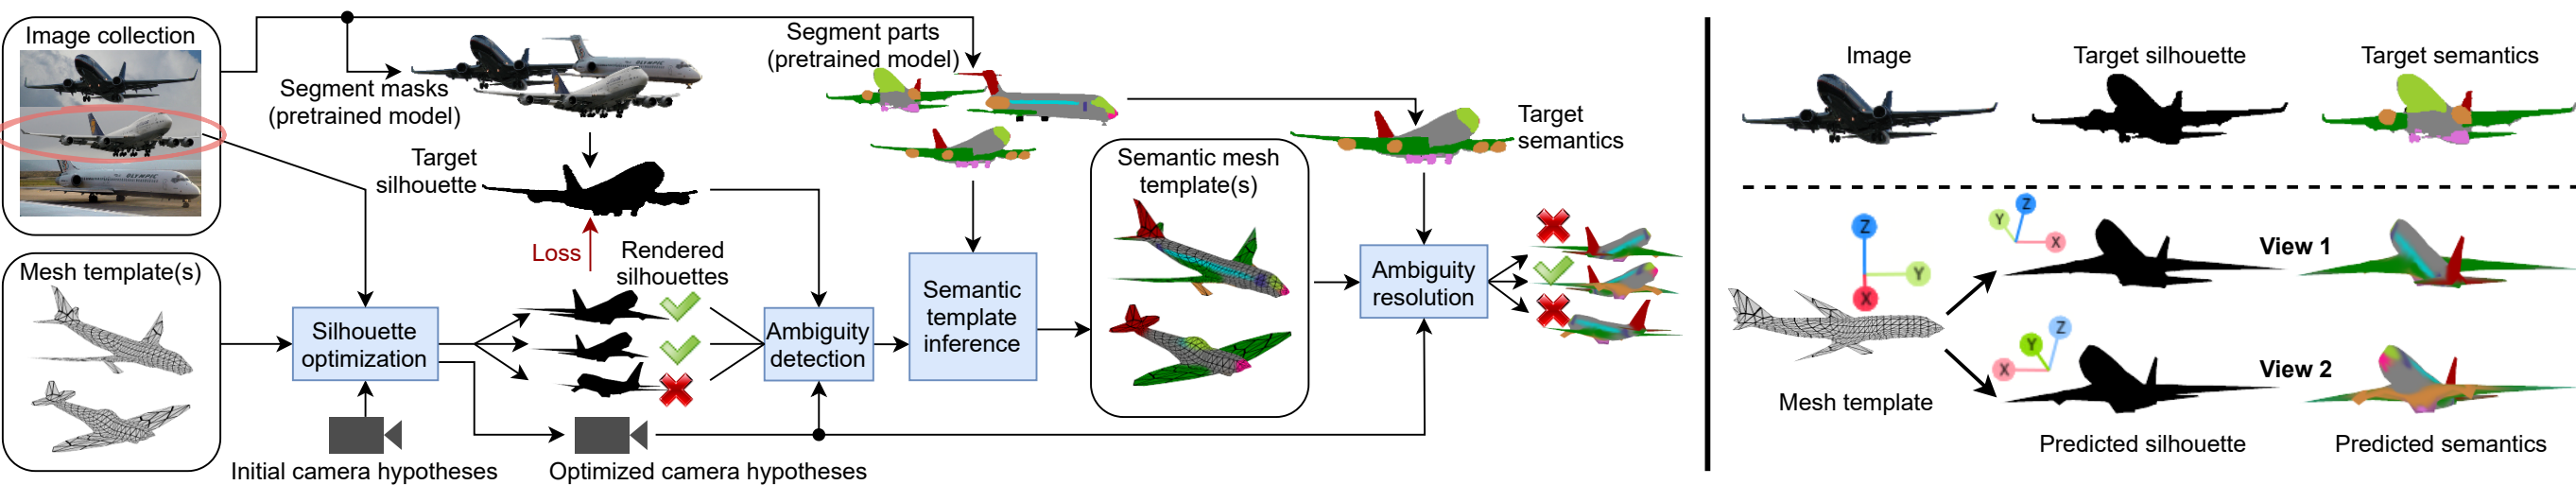 Image collection
Segment masks
(pretrained model)
Segment parts
(pretrained model)
Target
silhouette
Target
semantics
Semantic mesh
template(s)
Loss
Rendered
silhouettes
Mesh template(s)
Silhouette
optimization
Ambiguity
detection
Semantic
template
inference
Ambiguity
resolution
Initial camera hypotheses
Optimized camera hypotheses
OLYMPIC
OLYMPIC
Image
Target silhouette
Target semantics
Z
Y
X
Z
Y
X
View 1
Z
Y
X
View 2
Mesh template
Predicted silhouette
Predicted semantics